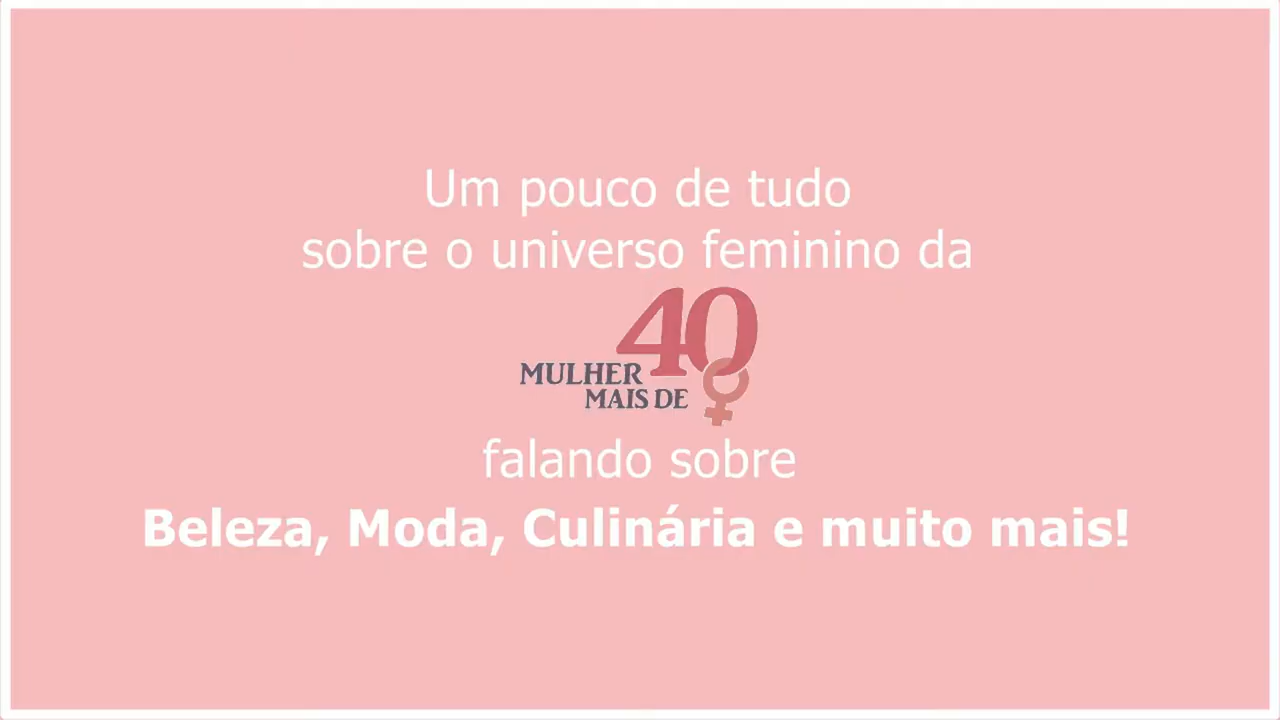 Um pouco de tudo
sobre o universo feminino da
40
MULHER
MAIS DE
falando sobre
Beleza, Moda, Culinária e muito mais!